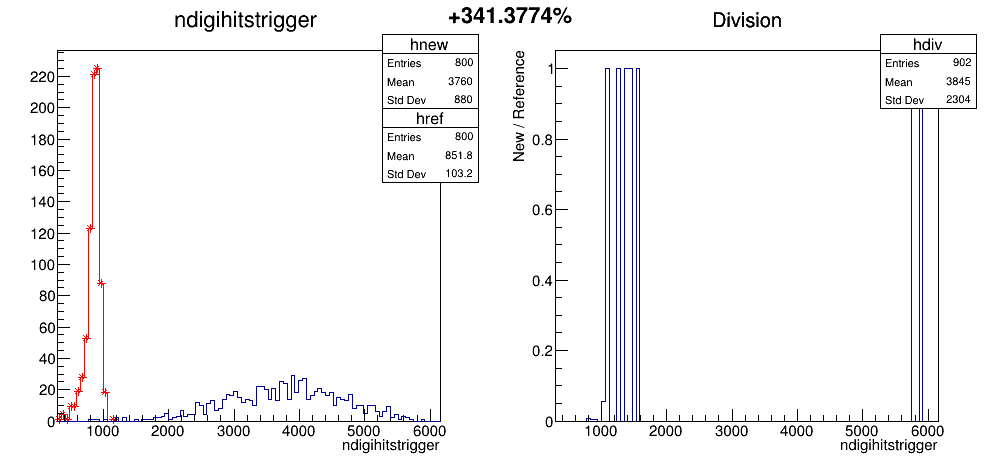 +341.3774%
ndigihitstrigger
hnew
Entries 800
Mean 3760
Std Dev 880
href
Entries 800
Mean 851.8
Std Dev 103.2
220
200
180
160
140
120
100
80
60
40
20
0
1000 2000 3000 4000 5000 6000
ndigihitstrigger
Division
hdiv
Entries 902
Mean 3845
Std Dev 2304
New / Reference
1
0.8
0.6
0.4
0.2
0
1000 2000 3000 4000 5000 6000
ndigihitstrigger